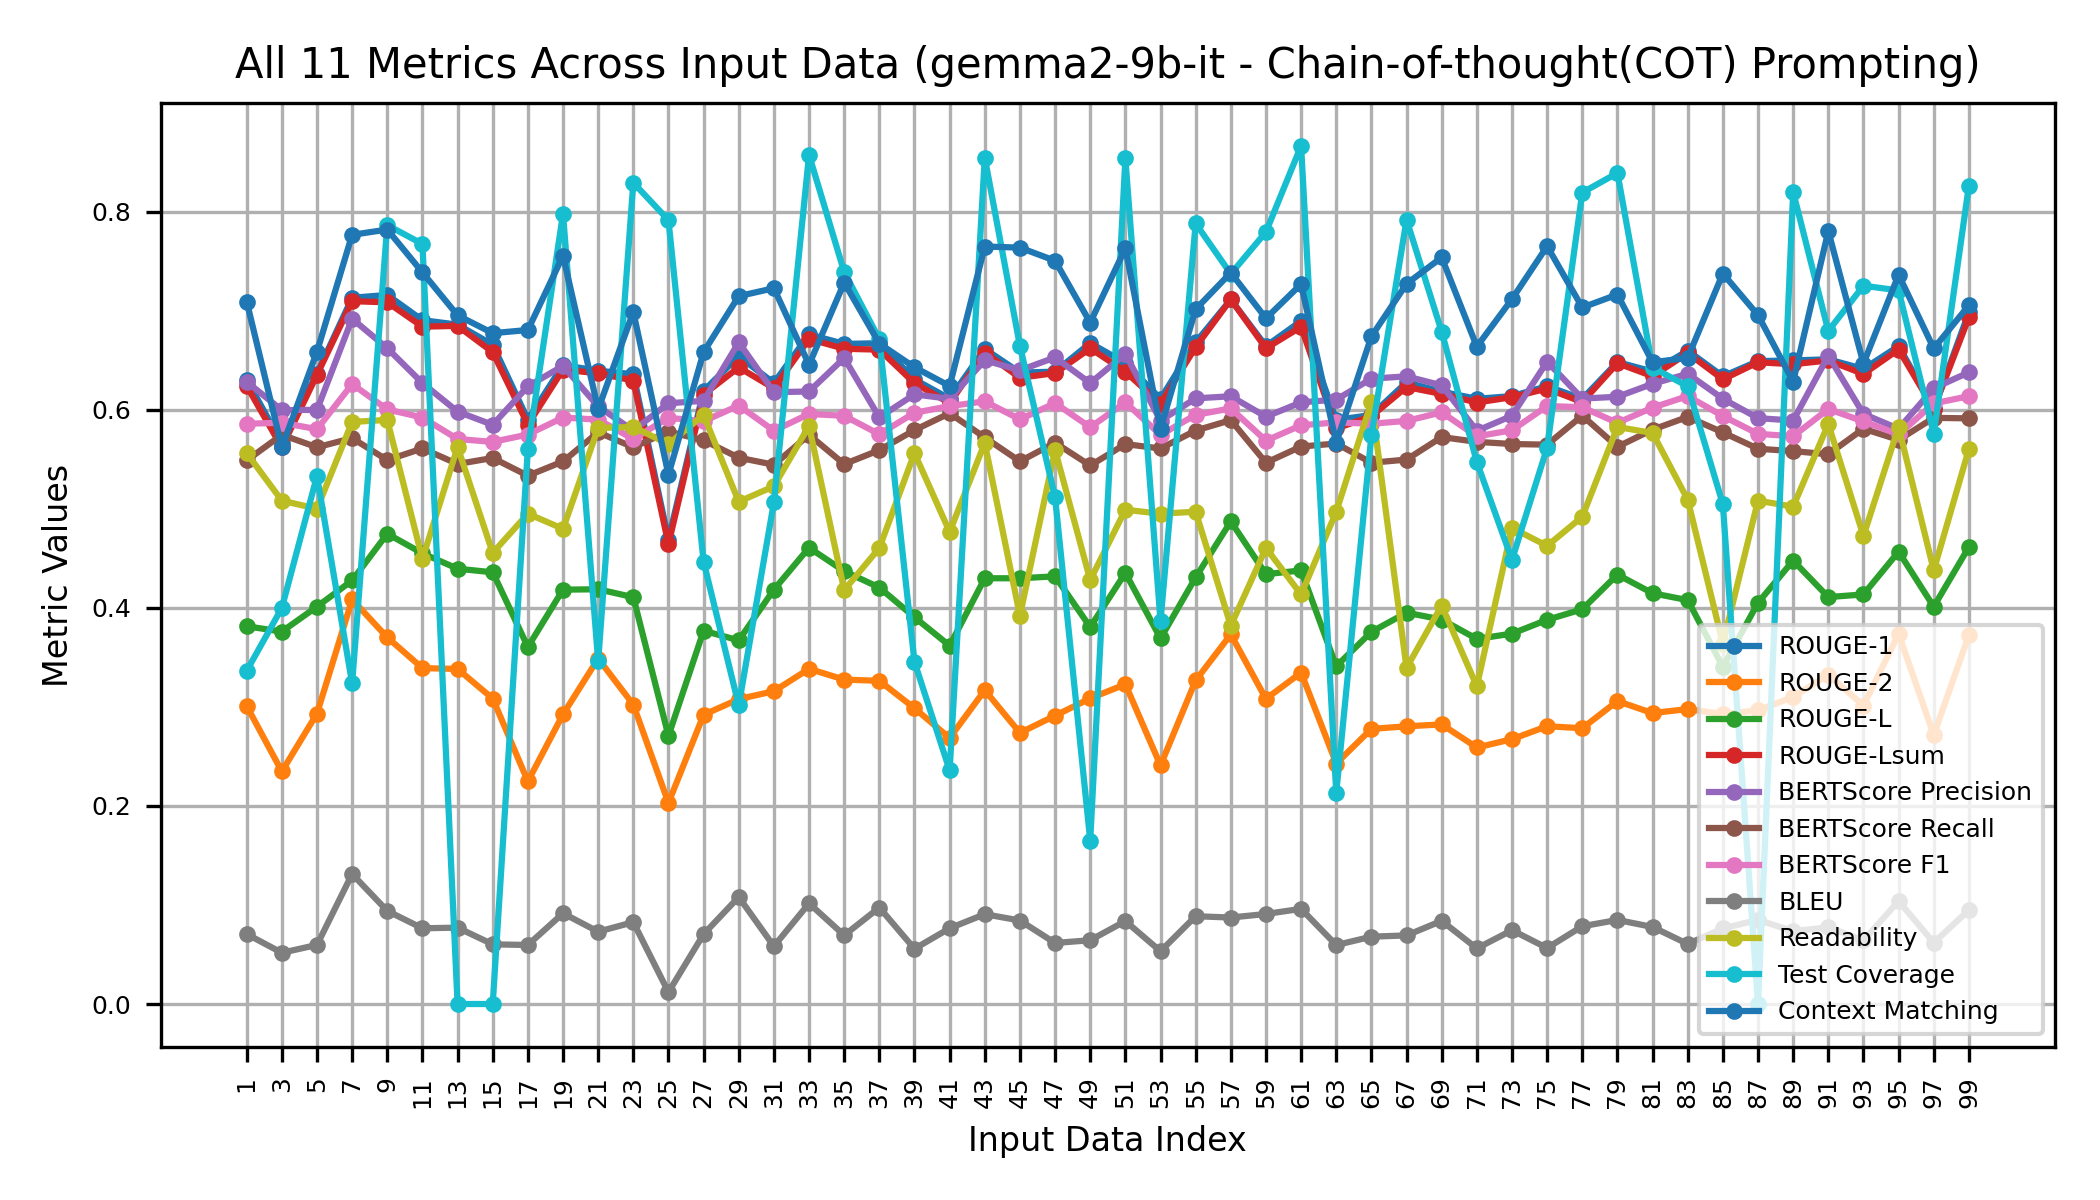 All 11 Metrics Across Input Data (gemma2-9b-it - Chain-of-thought(COT) Prompting)
Metric Values
0.8
0.6
0.4
0.2
0.0
ROUGE-1
ROUGE-2
ROUGE-L
ROUGE-Lsum
BERTScore Precision
BERTScore Recall
BERTScore F1
BLEU
Readability
Test Coverage
Context Matching
1 3 5 7 9 11 13 15 17 19 21 23 25 27 29 31 33 35 37 39 41 43 45 47 49 51 53 55 57 59 61 63 65 67 69 71 73 75 77 79 81 83 85 87 89 91 93 95 97 99
Input Data Index